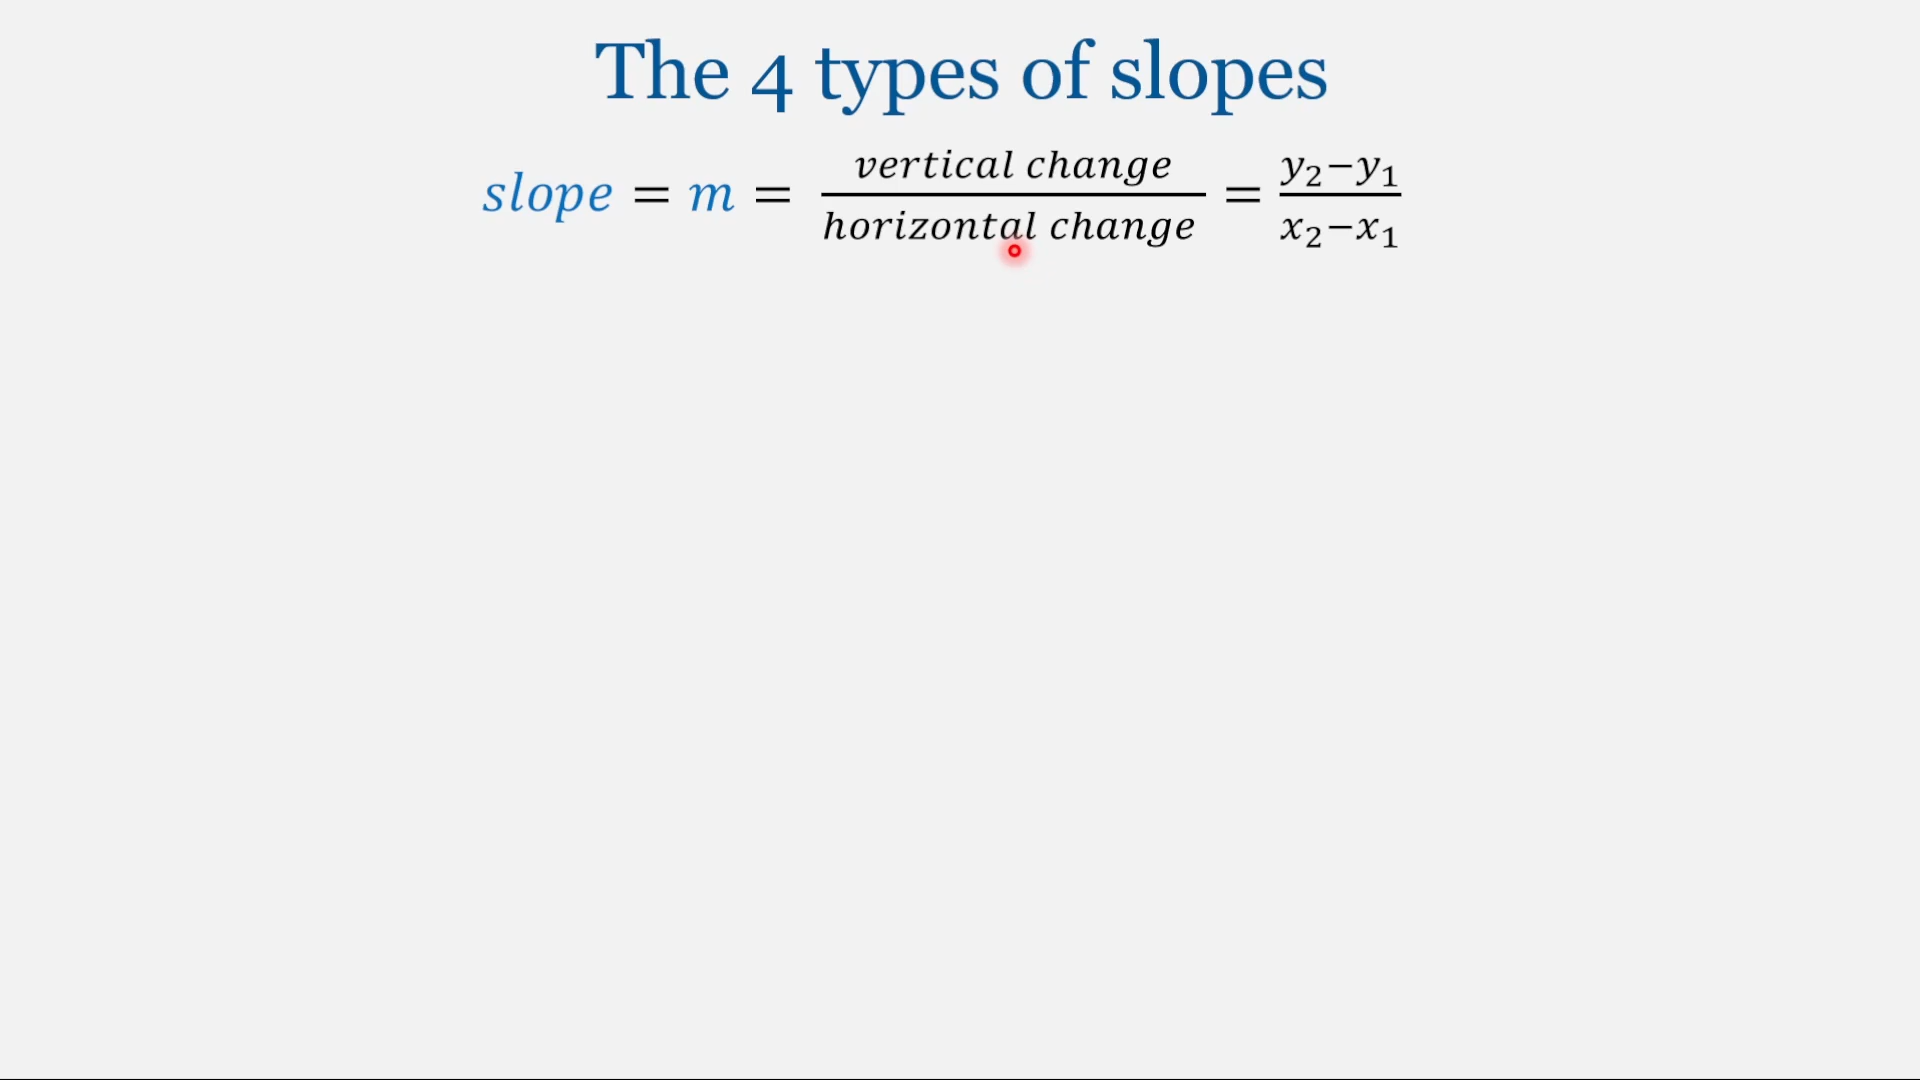 The 4 types of slopes
slope = m = vertical change / horizontal change = y₂−y₁ / x₂−x₁